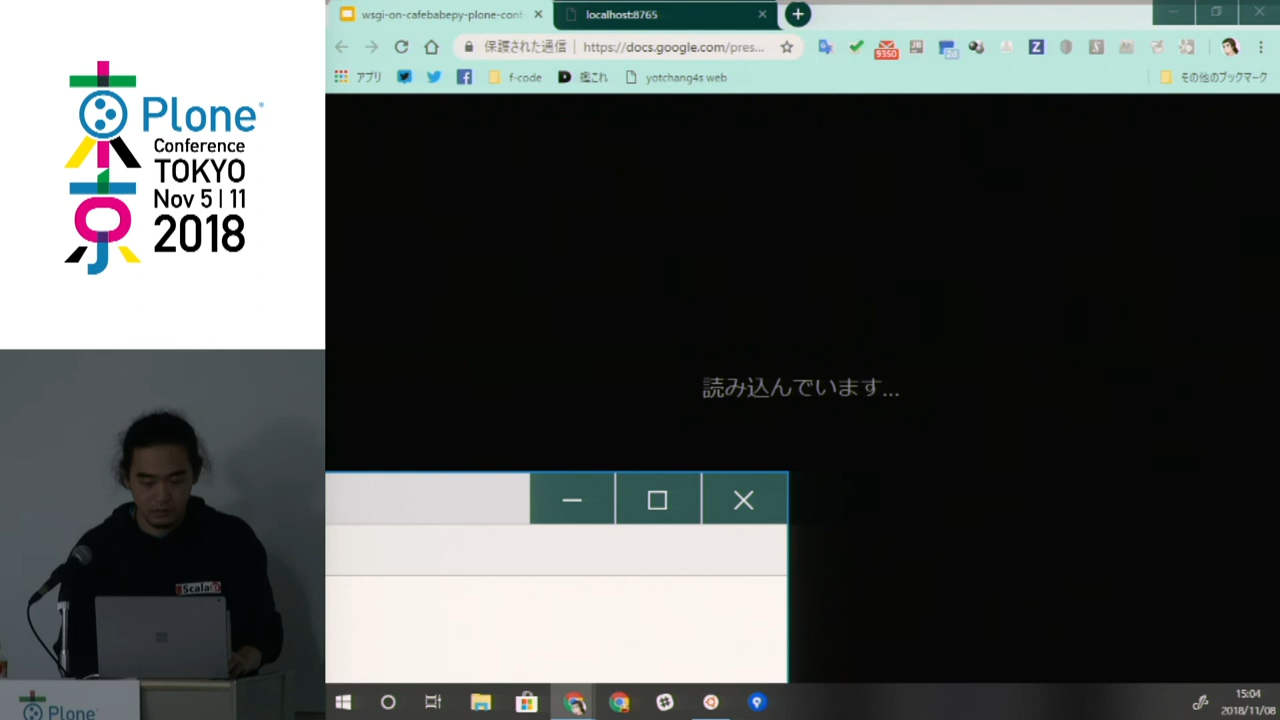 Plone®
Conference
TOKYO
Nov 5 | 11
2018
wsgi-on-cafebabepy-plone-conf
localhost:8765
保護された通信
https://docs.google.com/pres...
9350
Z
アプリ
f-code
D
艦これ
yotchang4s web
その他のブックマーク
読み込んでいます...
Scala
Plone
15:04
2018/11/08